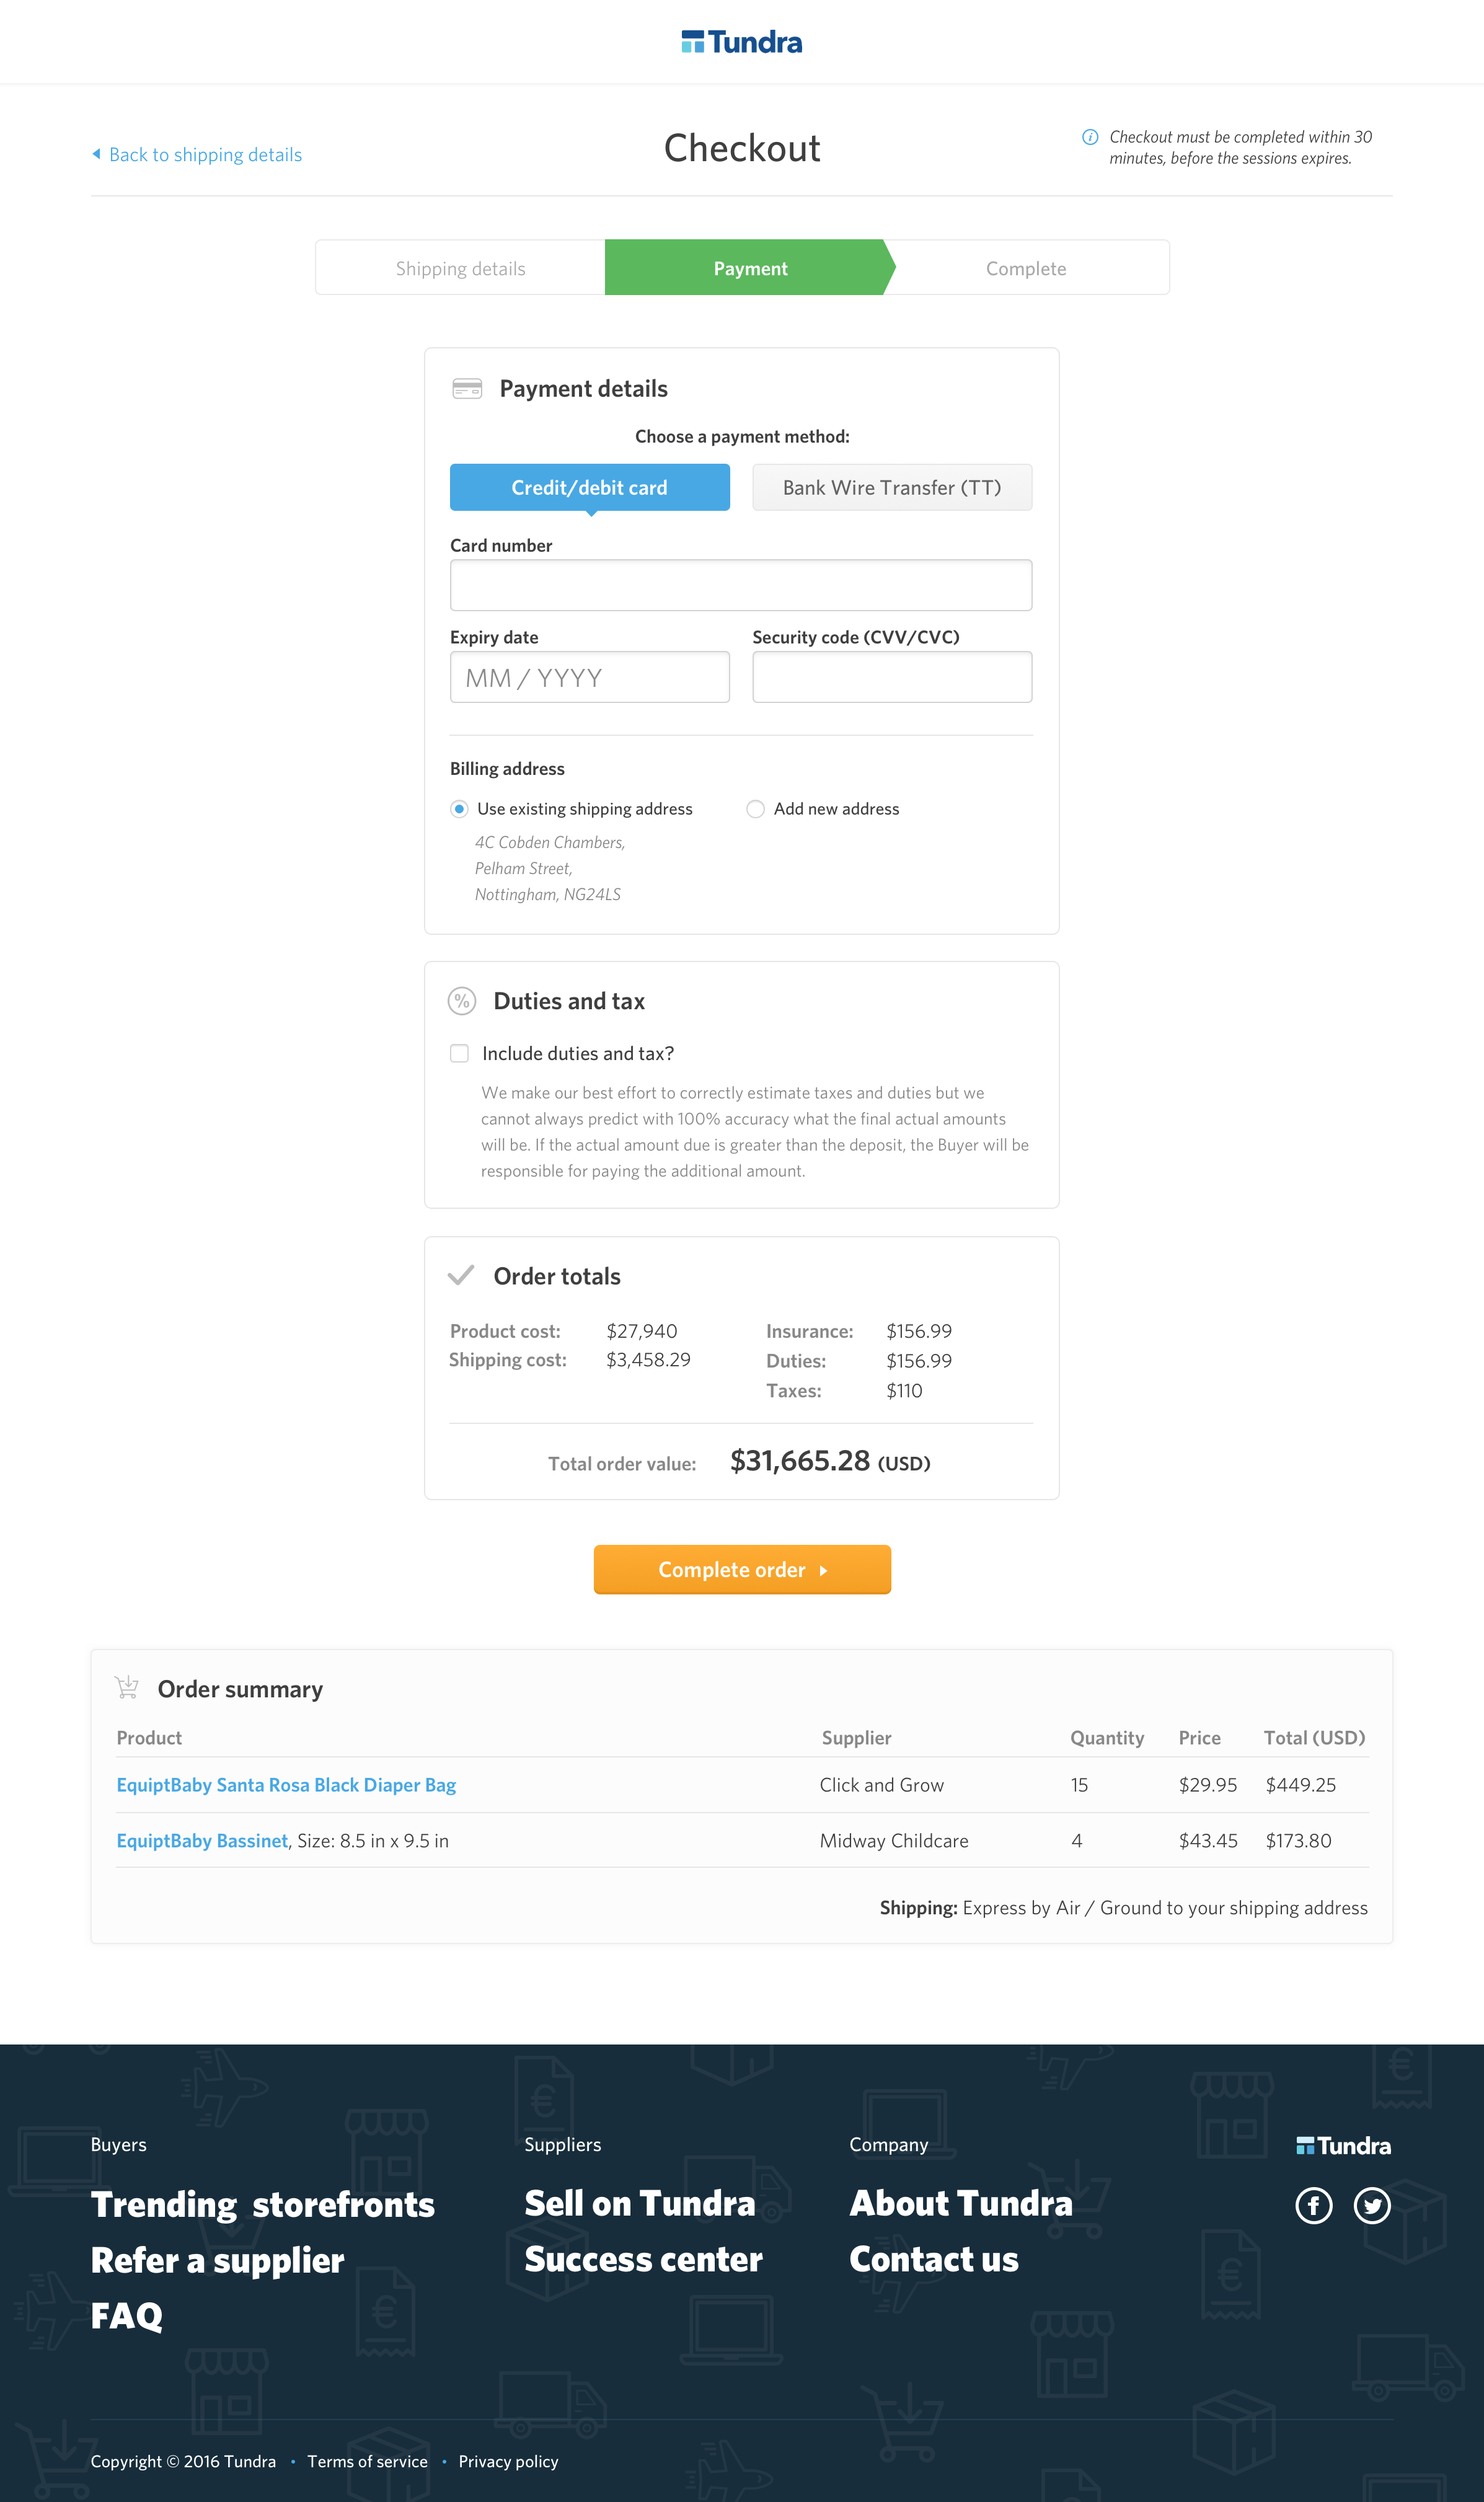 Tundra
Back to shipping details
Checkout
Checkout must be completed within 30
minutes, before the sessions expires.
Shipping details
Payment
Complete
Payment details
Choose a payment method:
Credit/debit card
Bank Wire Transfer (TT)
Card number
Expiry date
Security code (CVV/CVC)
MM / YYYY
Billing address
Use existing shipping address
Add new address
4C Cobden Chambers,
Pelham Street,
Nottingham, NG24LS
% Duties and tax
Include duties and tax?
We make our best effort to correctly estimate taxes and duties but we
cannot always predict with 100% accuracy what the final actual amounts
will be. If the actual amount due is greater than the deposit, the Buyer will be
responsible for paying the additional amount.
Order totals
Product cost: $27,940
Shipping cost: $3,458.29
Insurance: $156.99
Duties: $156.99
Taxes: $110
Total order value: $31,665.28 (USD)
Complete order
Order summary
Product Supplier Quantity Price Total (USD)
EquiptBaby Santa Rosa Black Diaper Bag Click and Grow 15 $29.95 $449.25
EquiptBaby Bassinet, Size: 8.5 in x 9.5 in Midway Childcare 4 $43.45 $173.80
Shipping: Express by Air / Ground to your shipping address
Buyers
Trending storefronts
Refer a supplier
FAQ
Suppliers
Sell on Tundra
Success center
Company
About Tundra
Contact us
Tundra
Copyright © 2016 Tundra • Terms of service • Privacy policy